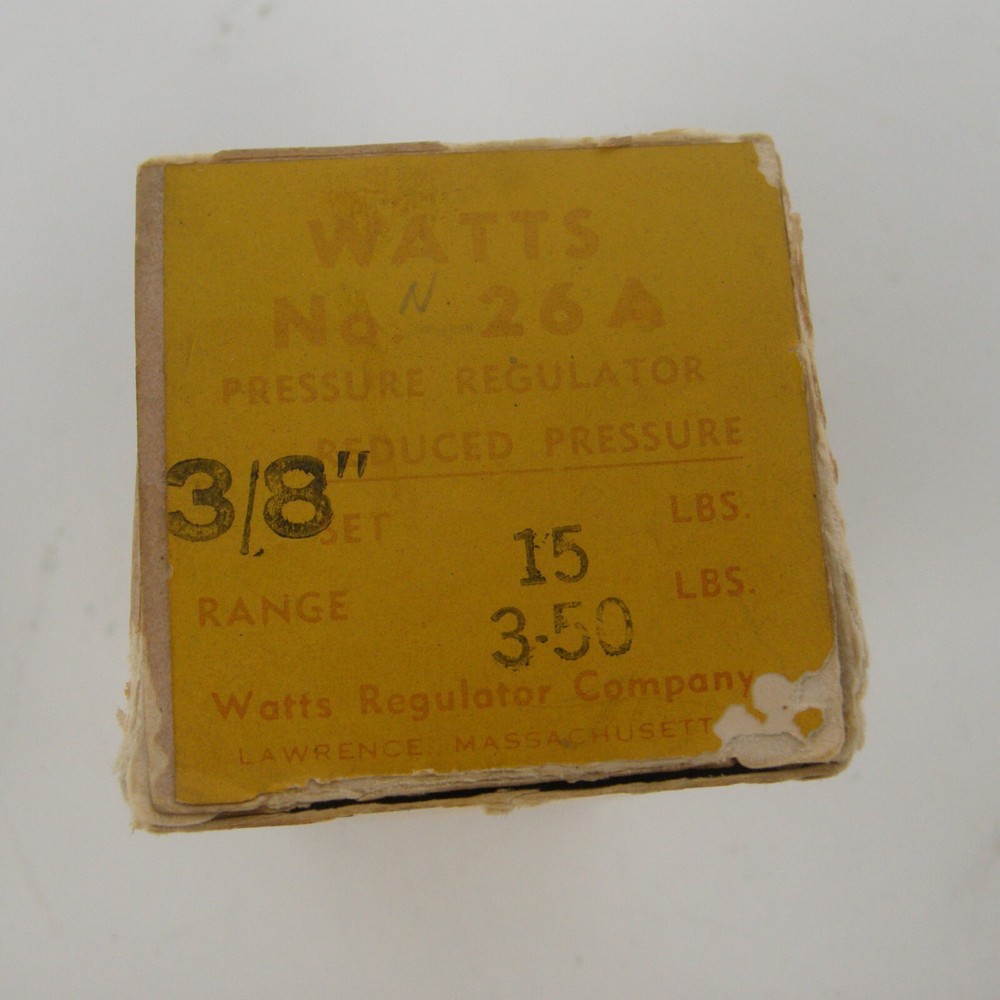 WATTS
No. N 26A
PRESSURE REGULATOR
REDUCED PRESSURE
3/8"
SET 15 LBS.
RANGE 3-50 LBS.
Watts Regulator Company
LAWRENCE, MASSACHUSETT